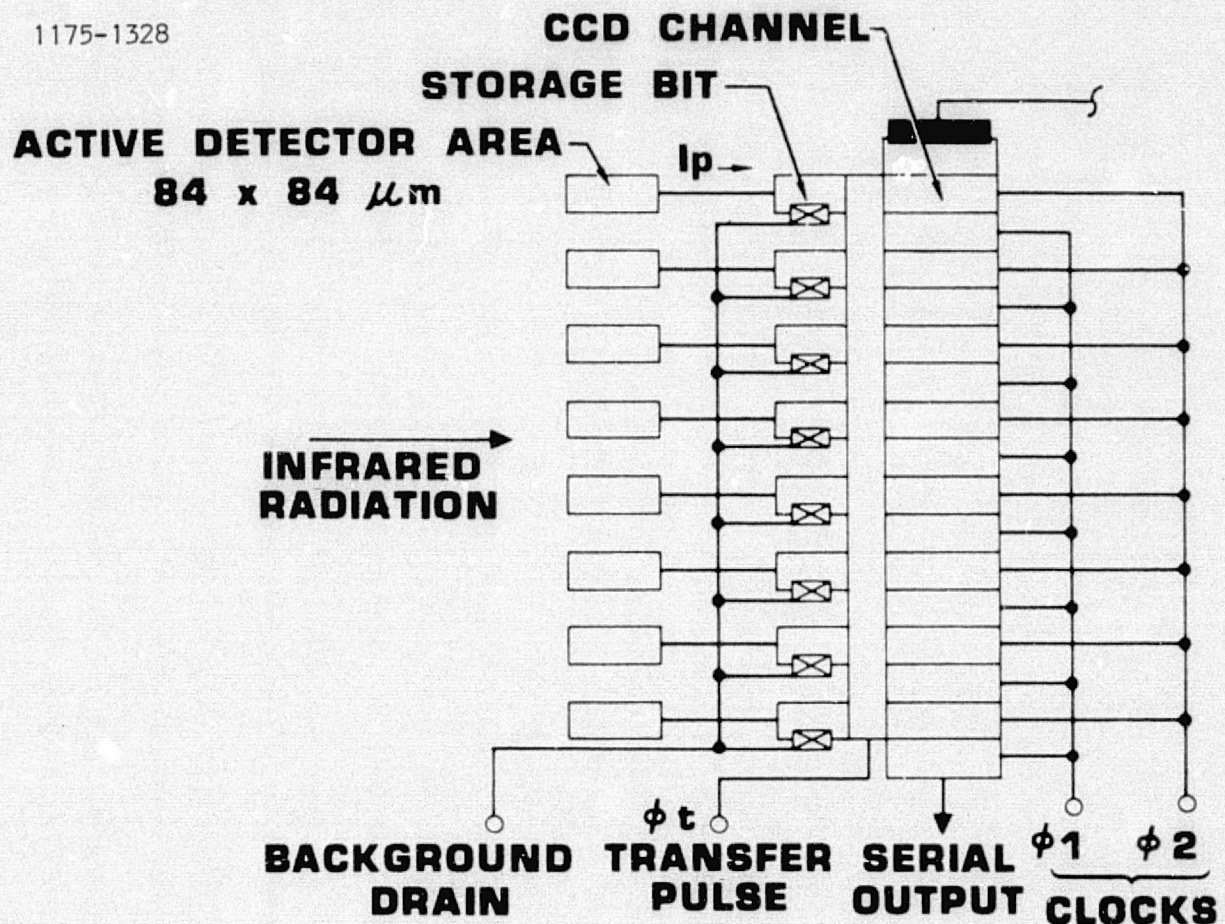 1175-1328
CCD CHANNEL
STORAGE BIT
ACTIVE DETECTOR AREA
84 x 84 μm
Ip
INFRARED
RADIATION
BACKGROUND
DRAIN
ϕt
TRANSFER
PULSE
SERIAL
OUTPUT
ϕ1 ϕ2
CLOCKS